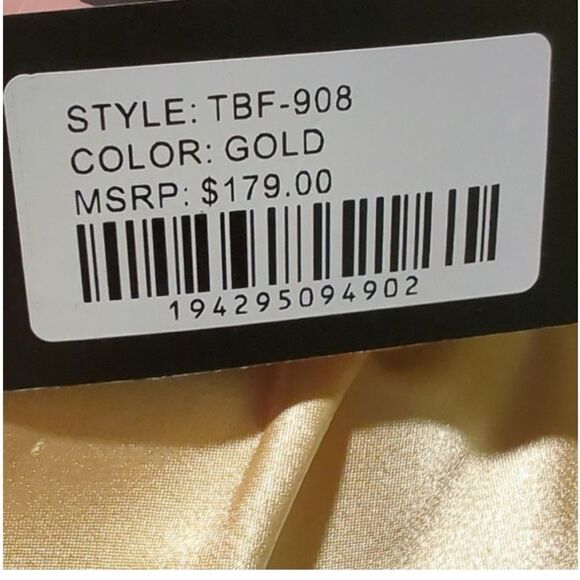 STYLE: TBF-908
COLOR: GOLD
MSRP: $179.00
194295094902